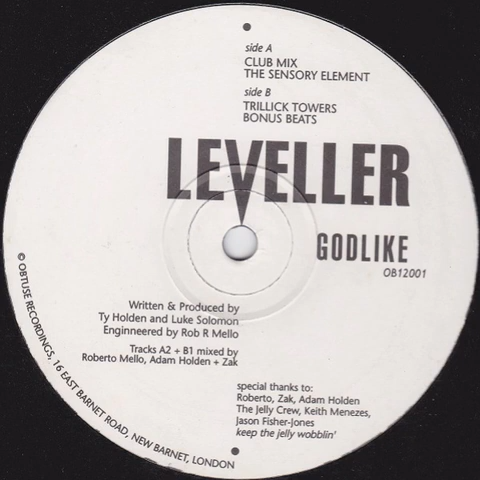 side A
CLUB MIX
THE SENSORY ELEMENT
side B
TRILLICK TOWERS
BONUS BEATS
LEVELLER
GODLIKE
OB12001
Written & Produced by
Ty Holden and Luke Solomon
Enginneered by Rob R Mello
Tracks A2 + B1 mixed by
Roberto Mello, Adam Holden + Zak
special thanks to:
Roberto, Zak, Adam Holden
The Jelly Crew, Keith Menezes,
Jason Fisher-Jones
keep the jelly wobblin'
© OBTUSE RECORDINGS, 16 EAST BARNET ROAD, NEW BARNET, LONDON